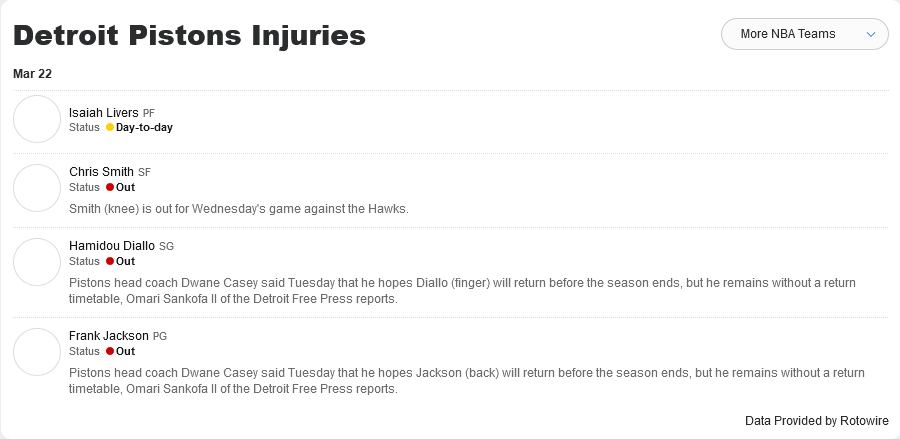 Detroit Pistons Injuries
More NBA Teams
Mar 22
Isaiah Livers PF
Status Day-to-day
Chris Smith SF
Status Out
Smith (knee) is out for Wednesday's game against the Hawks.
Hamidou Diallo SG
Status Out
Pistons head coach Dwane Casey said Tuesday that he hopes Diallo (finger) will return before the season ends, but he remains without a return
timetable, Omari Sankofa II of the Detroit Free Press reports.
Frank Jackson PG
Status Out
Pistons head coach Dwane Casey said Tuesday that he hopes Jackson (back) will return before the season ends, but he remains without a return
timetable, Omari Sankofa II of the Detroit Free Press reports.
Data Provided by Rotowire